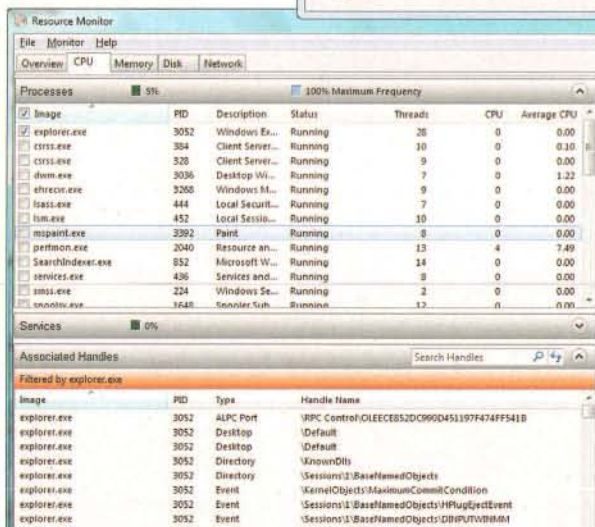 Resource Monitor
File Monitor Help
Overview CPU Memory Disk Network
Processes 5% 100% Maximum Frequency
Image PID Description Status Threads CPU Average CPU
explorer.exe 3052 Windows Ex... Running 28 0 0.00
csrss.exe 384 Client Server... Running 10 0 0.10
csrss.exe 328 Client Server... Running 9 0 0.00
dwm.exe 3036 Desktop Wi... Running 7 0 1.22
ehrecvr.exe 3268 Windows M... Running 9 0 0.00
lsass.exe 444 Local Securit... Running 7 0 0.00
lsm.exe 452 Local Sessio... Running 10 0 0.00
mspaint.exe 3392 Paint Running 8 0 0.00
perfmon.exe 2040 Resource an... Running 13 4 7.49
SearchIndexer.exe 852 Microsoft W... Running 14 0 0.00
services.exe 436 Services and... Running 8 0 0.00
smss.exe 224 Windows Se... Running 2 0 0.00
spoolsv.exe 1648 Spooler Sub... Running 12 0 0.00
Services 0%
Associated Handles Search Handles
Filtered by explorer.exe
Image PID Type Handle Name
explorer.exe 3052 ALPC Port \RPC Control\OLEECE852DC990D451197F474FF541B
explorer.exe 3052 Desktop \Default
explorer.exe 3052 Desktop \Default
explorer.exe 3052 Directory \KnownDlls
explorer.exe 3052 Directory \Sessions\1\BaseNamedObjects
explorer.exe 3052 Event \KernelObjects\MaximumCommitCondition
explorer.exe 3052 Event \Sessions\1\BaseNamedObjects\HPlugEjectEvent
explorer.exe 3052 Event \Sessions\1\BaseNamedObjects\DINPUTWINMM